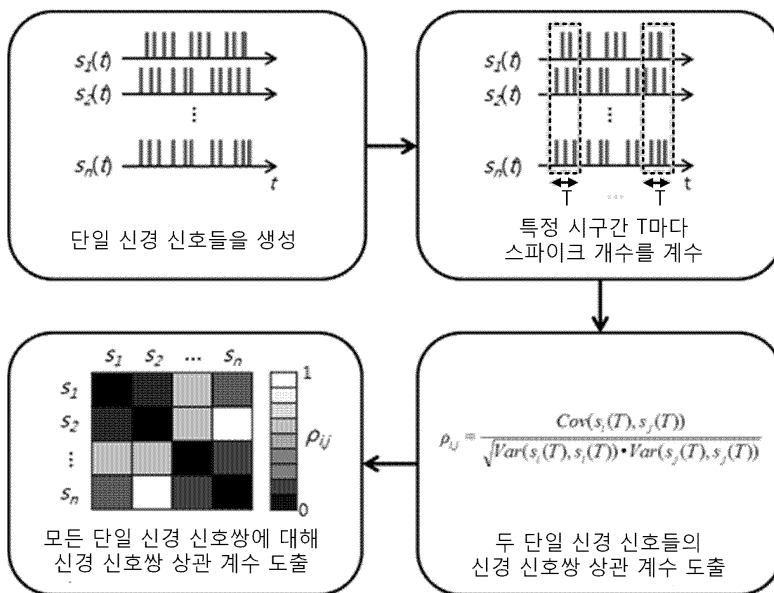 s₁(t)
s₂(t)
⋮
sₙ(t)
t
단일 신경 신호들을 생성
s₁(t)
s₂(t)
⋮
sₙ(t)
t
T ... T
특정 시구간 T마다
스파이크 개수를 계수
s₁ s₂ ... sₙ
s₁
s₂
⋮
sₙ
1
ρᵢ,ⱼ
0
모든 단일 신경 신호쌍에 대해
신경 신호쌍 상관 계수 도출
ρᵢ,ⱼ = Cov(sᵢ(T), sⱼ(T)) / √Var(sᵢ(T), sᵢ(T)) • Var(sⱼ(T), sⱼ(T))
두 단일 신경 신호들의
신경 신호쌍 상관 계수 도출